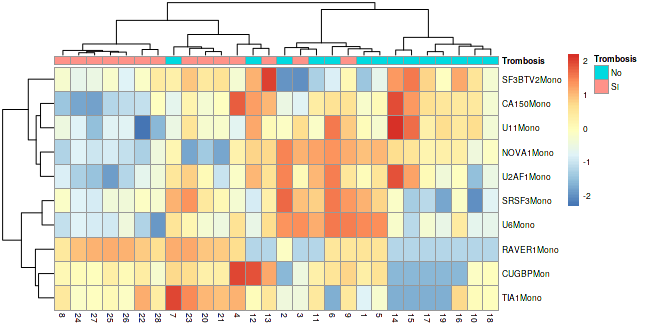 Trombosis
SF3BTV2Mono
CA150Mono
U11Mono
NOVA1Mono
U2AF1Mono
SRSF3Mono
U6Mono
RAVER1Mono
CUGBPMon
TIA1Mono
8 24 27 25 26 22 28 7 23 20 21 4 12 13 2 3 11 6 9 1 5 14 15 17 19 16 10 18
2
1
0
-1
-2
Trombosis
No
SI